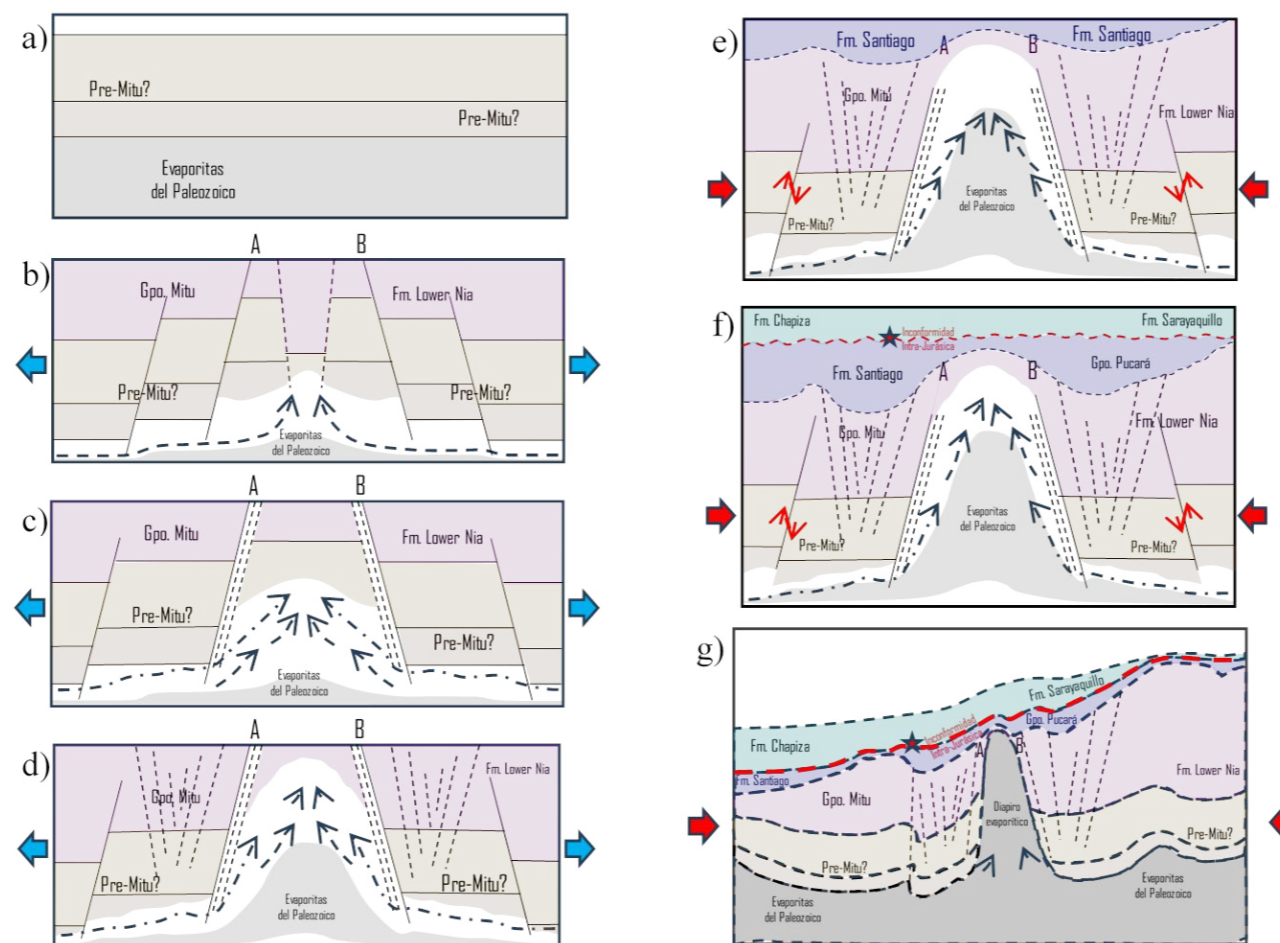 a)
Pre-Mitu?
Pre-Mitu?
Evaporitas
del Paleozoico
A
B
b)
Gpo. Mitu
Fm. Lower Nia
Pre-Mitu?
Pre-Mitu?
Evaporitas
del Paleozoico
A
B
c)
Gpo. Mitu
Fm. Lower Nia
Pre-Mitu?
Pre-Mitu?
Evaporitas
del Paleozoico
A
B
d)
Fm. Lower Nia
Gpo. Mitu
Pre-Mitu?
Pre-Mitu?
Evaporitas
del Paleozoico
e)
Fm. Santiago
A
B
Fm. Santiago
Gpo. Mitu
Fm. Lower Nia
Evaporitas
del Paleozoico
Pre-Mitu?
Pre-Mitu?
f)
Fm. Chapiza
Fm. Sarayaquillo
Inconformidad
Intra-Jurásica
Fm. Santiago
A
B
Gpo. Pucará
Gpo. Mitu
Fm. Lower Nia
Evaporitas
del Paleozoico
Pre-Mitu?
Pre-Mitu?
g)
Fm. Sarayaquillo
Gpo. Pucará
Inconformidad
Intra-Jurásica
Fm. Chapiza
A
B
Fm. Santiago
Fm. Lower Nia
Gpo. Mitu
Diapiro
evaporítico
Pre-Mitu?
Pre-Mitu?
Evaporitas
del Paleozoico
Evaporitas
del Paleozoico